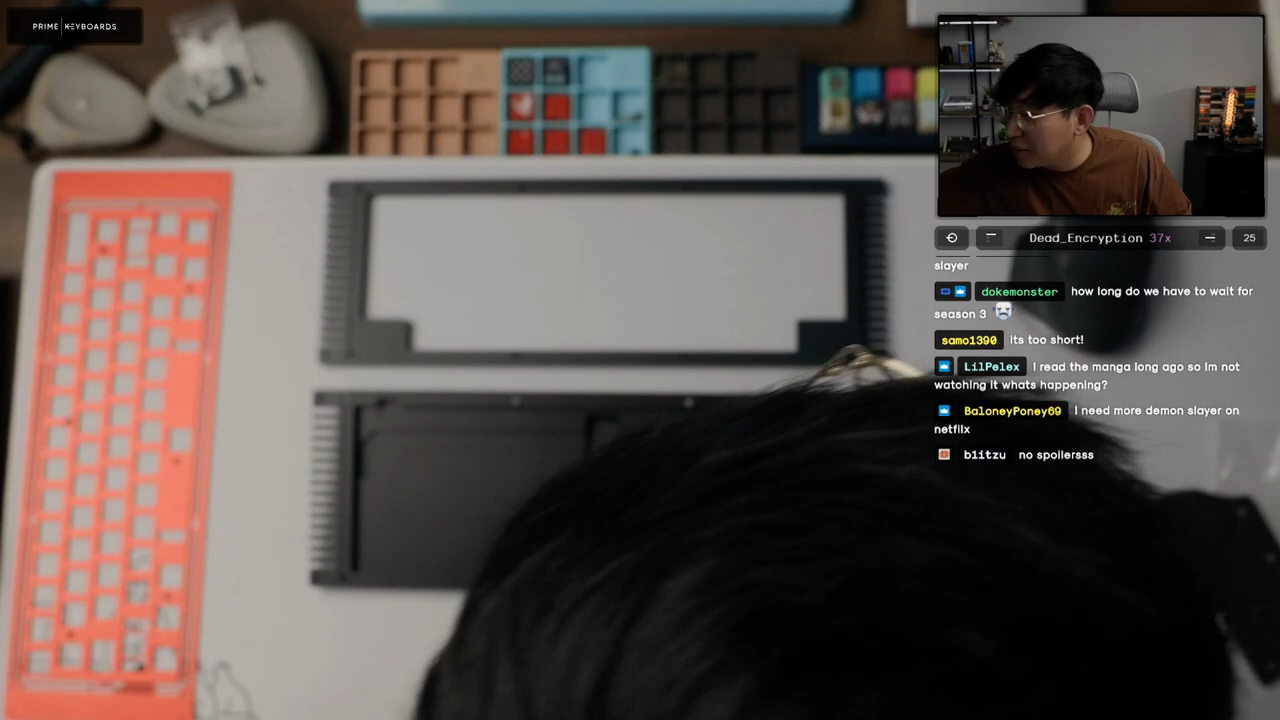 PRIME | KEYBOARDS
Dead_Encryption 37x
25
slayer
dokemonster how long do we have to wait for
season 3
samo1390 its too short!
LilPelex I read the manga long ago so Im not
watching it whats happening?
BaloneyPoney69 I need more demon slayer on
netfilx
b1itzu no spoilersss